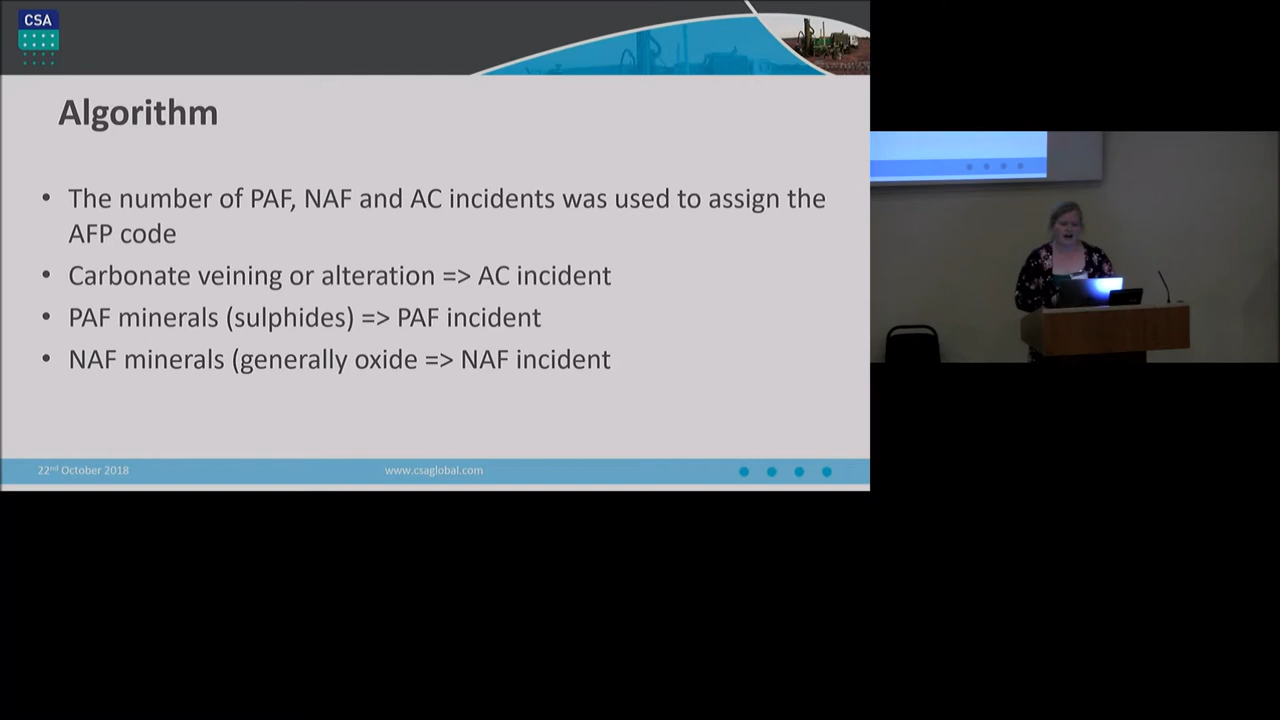 CSA
Algorithm
• The number of PAF, NAF and AC incidents was used to assign the
AFP code
• Carbonate veining or alteration => AC incident
• PAF minerals (sulphides) => PAF incident
• NAF minerals (generally oxide => NAF incident
22nd October 2018
www.csaglobal.com